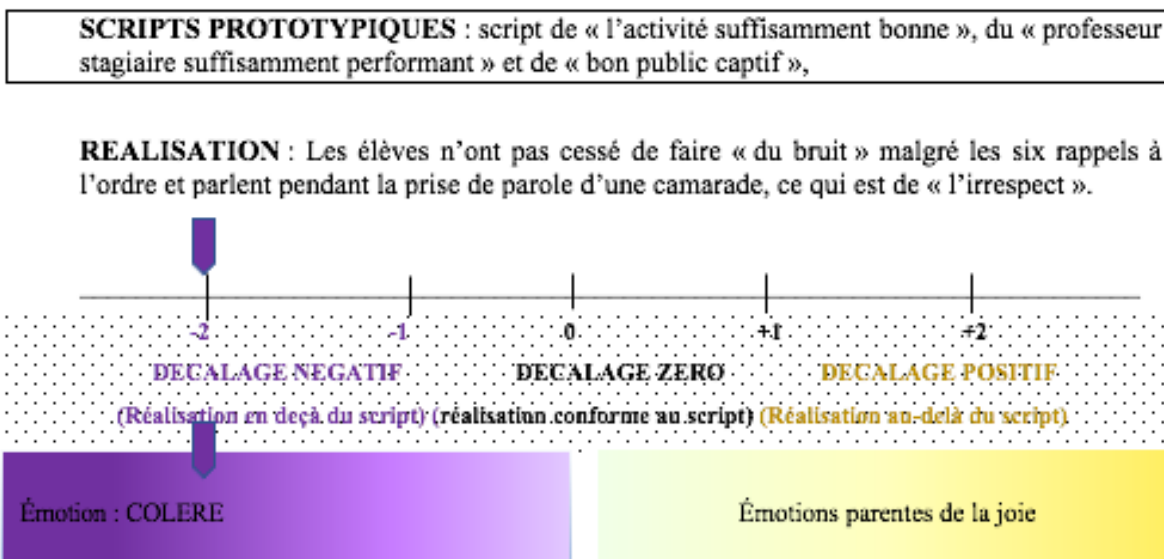 SCRIPTS PROTOTYPIQUES : script de « l’activité suffisamment bonne », du « professeur
stagiaire suffisamment performant » et de « bon public captif »,
REALISATION : Les élèves n’ont pas cessé de faire « du bruit » malgré les six rappels à
l’ordre et parlent pendant la prise de parole d’une camarade, ce qui est de « l’irrespect ».
-2 -1 0 +1 +2
DECALAGE NEGATIF DECALAGE ZERO DECALAGE POSITIF
(Réalisation en deçà du script) (réalisation conforme au script) (Réalisation au-delà du script)
Émotion : COLERE Émotions parentes de la joie